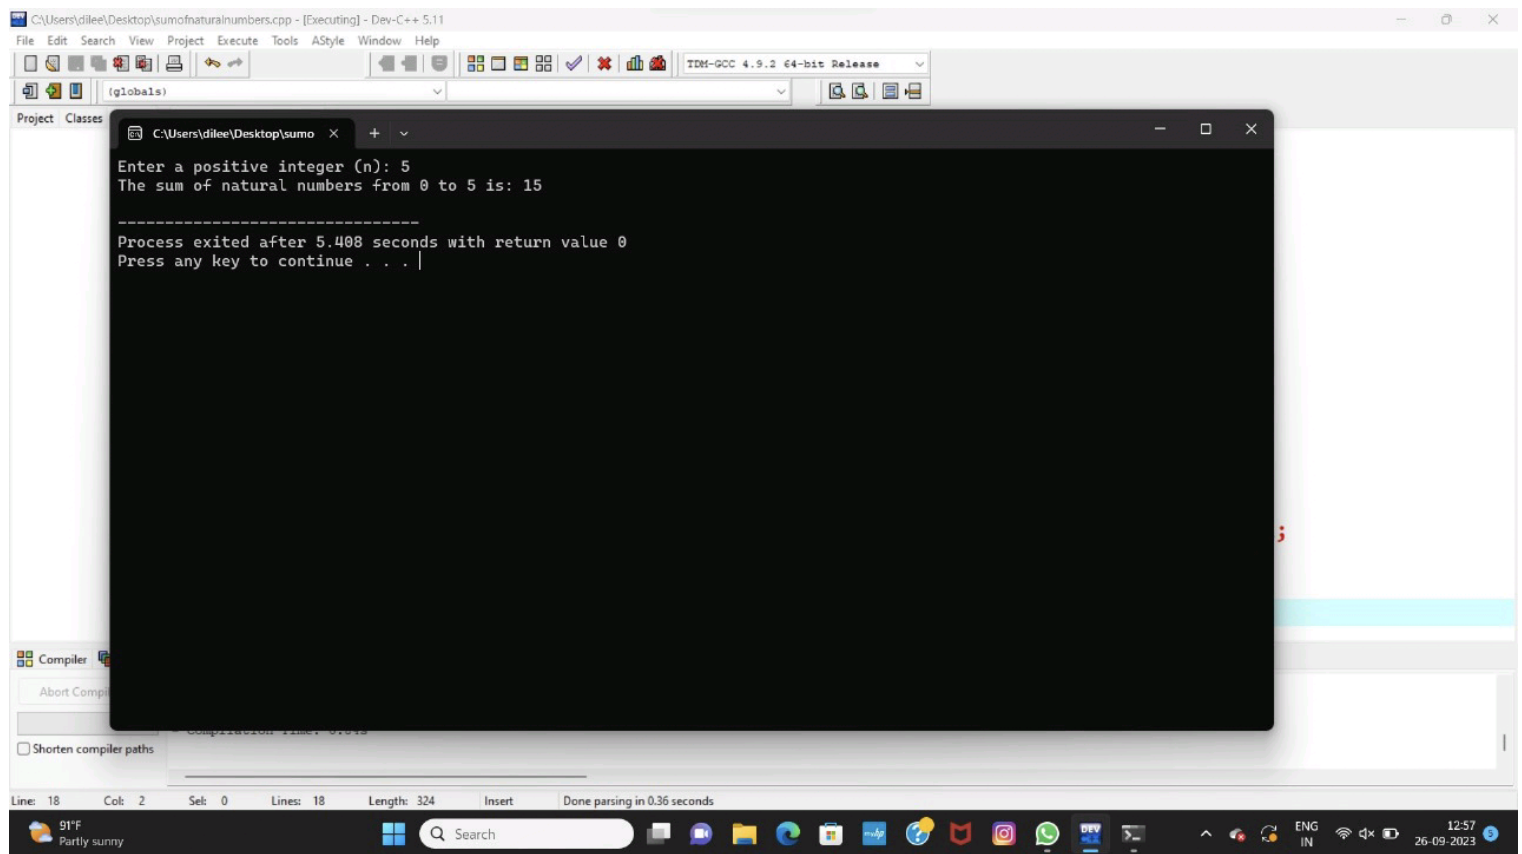 C:\Users\dilee\Desktop\sumofnaturalnumbers.cpp - [Executing] - Dev-C++ 5.11
File Edit Search View Project Execute Tools AStyle Window Help
TDM-GCC 4.9.2 64-bit Release
(globals)
Project Classes
C:\Users\dilee\Desktop\sumo
Enter a positive integer (n): 5
The sum of natural numbers from 0 to 5 is: 15
--------------------------------
Process exited after 5.408 seconds with return value 0
Press any key to continue . . .
;
Compiler
Abort Compil
Shorten compiler paths
Line: 18 Col: 2 Sel: 0 Lines: 18 Length: 324 Insert Done parsing in 0.36 seconds
91°F
Partly sunny
Search
DEV
ENG
IN
12:57
26-09-2023
5